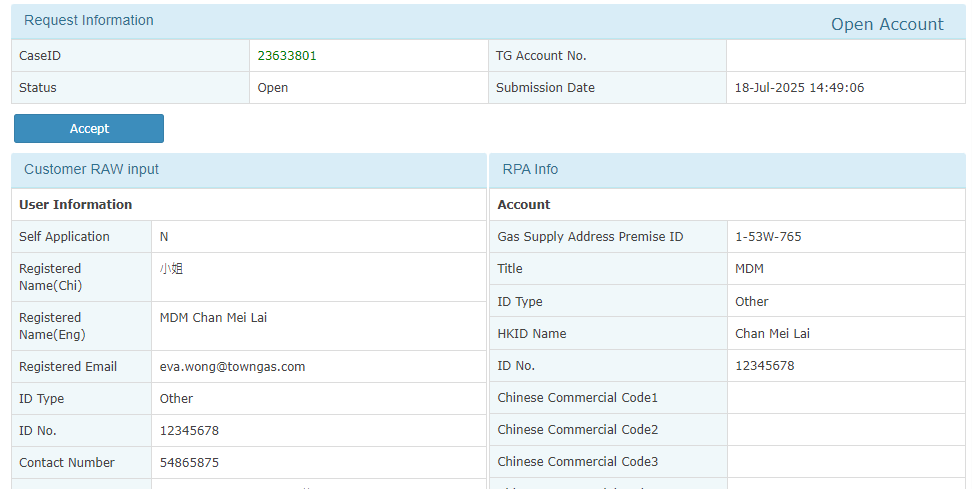 Request Information
Open Account
CaseID 23633801 TG Account No.
Status Open Submission Date 18-Jul-2025 14:49:06
Accept
Customer RAW input
RPA Info
User Information
Account
Self Application N
Gas Supply Address Premise ID 1-53W-765
Registered
Name(Chi) 小姐
Title MDM
ID Type Other
Registered
Name(Eng) MDM Chan Mei Lai
HKID Name Chan Mei Lai
Registered Email eva.wong@towngas.com
ID No. 12345678
ID Type Other
Chinese Commercial Code1
ID No. 12345678
Chinese Commercial Code2
Contact Number 54865875
Chinese Commercial Code3